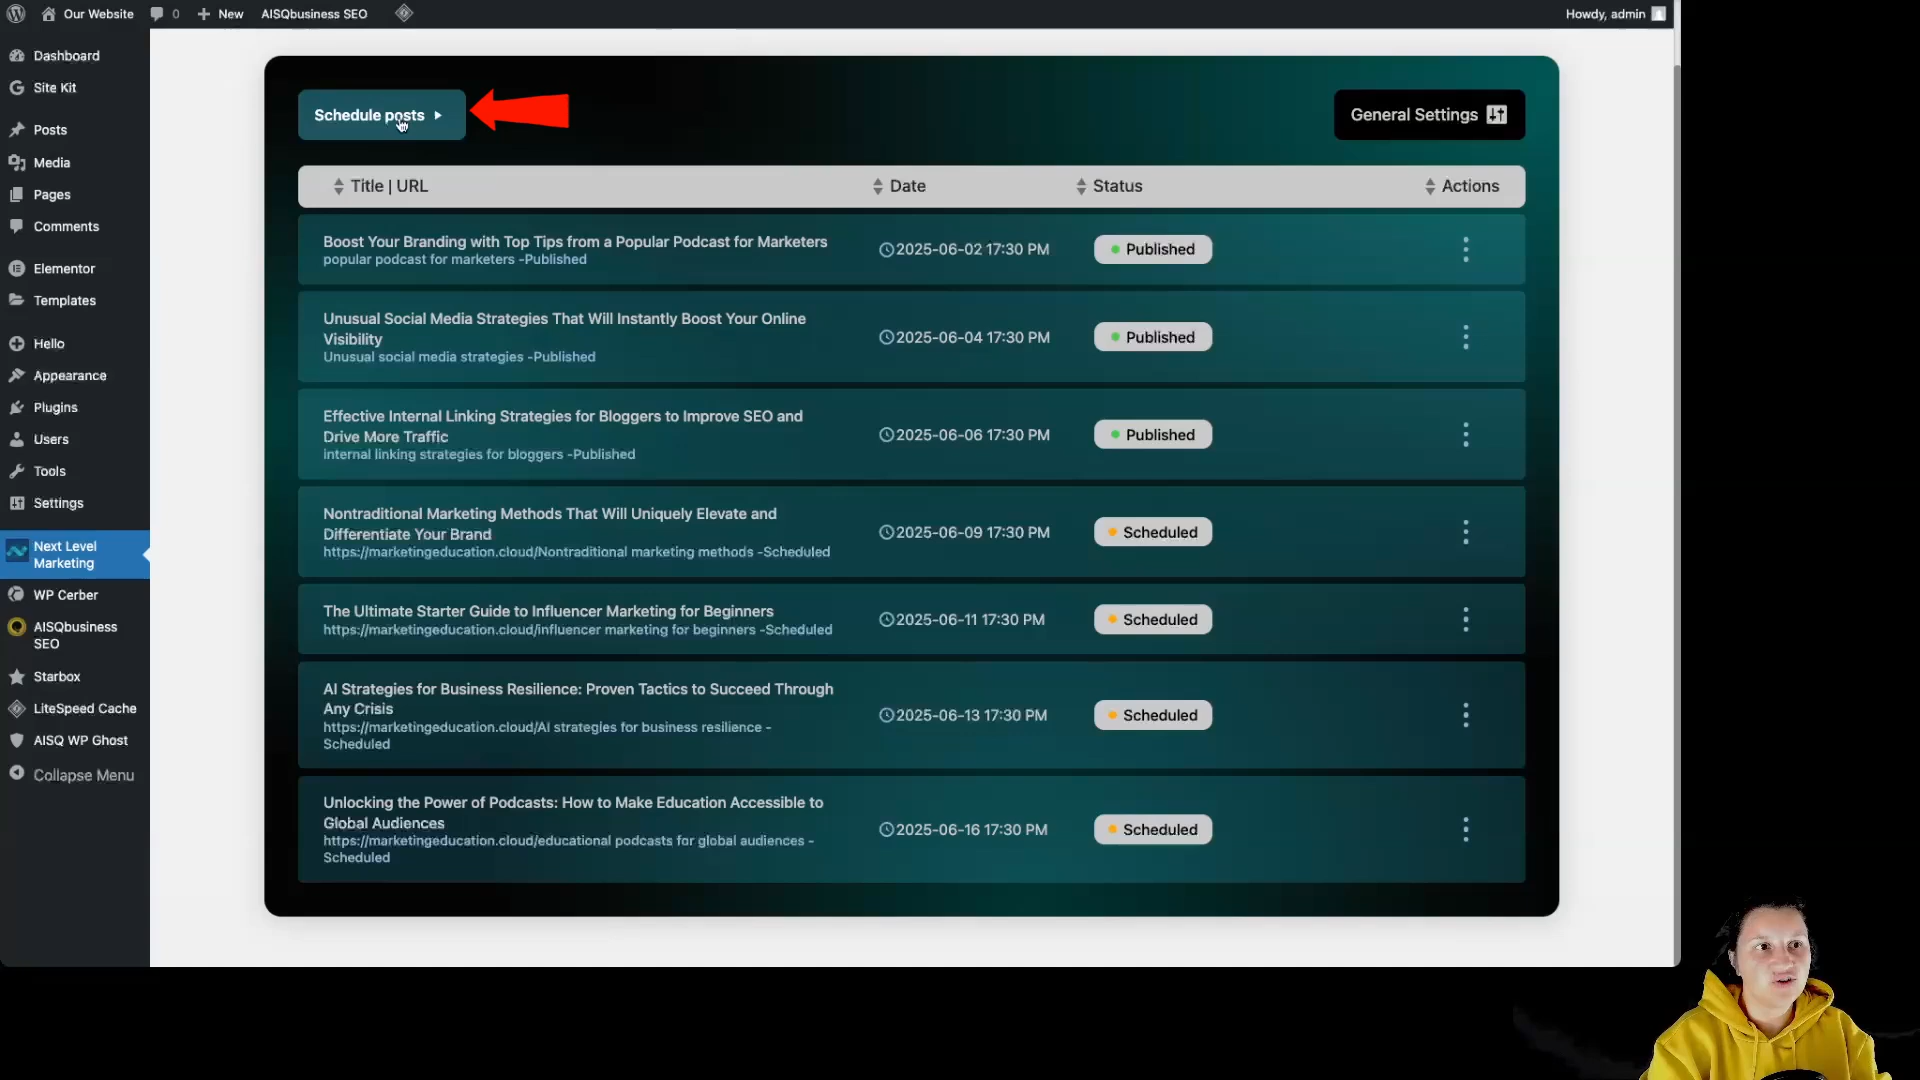 Our Website
0
New
AISQbusiness SEO
Howdy, admin
Dashboard
Site Kit
Posts
Media
Pages
Comments
Elementor
Templates
Hello
Appearance
Plugins
Users
Tools
Settings
Next Level
Marketing
WP Cerber
AISQbusiness
SEO
Starbox
LiteSpeed Cache
AISQ WP Ghost
Collapse Menu
Schedule posts
General Settings
Title | URL
Date
Status
Actions
Boost Your Branding with Top Tips from a Popular Podcast for Marketers
popular podcast for marketers -Published
2025-06-02 17:30 PM
Published
Unusual Social Media Strategies That Will Instantly Boost Your Online
Visibility
Unusual social media strategies -Published
2025-06-04 17:30 PM
Published
Effective Internal Linking Strategies for Bloggers to Improve SEO and
Drive More Traffic
internal linking strategies for bloggers -Published
2025-06-06 17:30 PM
Published
Nontraditional Marketing Methods That Will Uniquely Elevate and
Differentiate Your Brand
https://marketingeducation.cloud/Nontraditional marketing methods -Scheduled
2025-06-09 17:30 PM
Scheduled
The Ultimate Starter Guide to Influencer Marketing for Beginners
https://marketingeducation.cloud/influencer marketing for beginners -Scheduled
2025-06-11 17:30 PM
Scheduled
AI Strategies for Business Resilience: Proven Tactics to Succeed Through
Any Crisis
https://marketingeducation.cloud/AI strategies for business resilience -
Scheduled
2025-06-13 17:30 PM
Scheduled
Unlocking the Power of Podcasts: How to Make Education Accessible to
Global Audiences
https://marketingeducation.cloud/educational podcasts for global audiences -
Scheduled
2025-06-16 17:30 PM
Scheduled